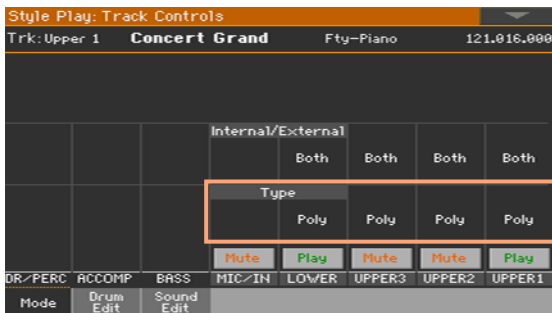 Style Play: Track Controls
Trk:Upper 1 Concert Grand Fty-Piano 121.016.000
Internal/External
Both Both Both Both
Type
Poly Poly Poly Poly
Mute Play Mute Mute Play
DR/PERC ACCOMP BASS MIC/IN LOWER UPPER3 UPPER2 UPPER1
Mode Drum Edit Sound Edit